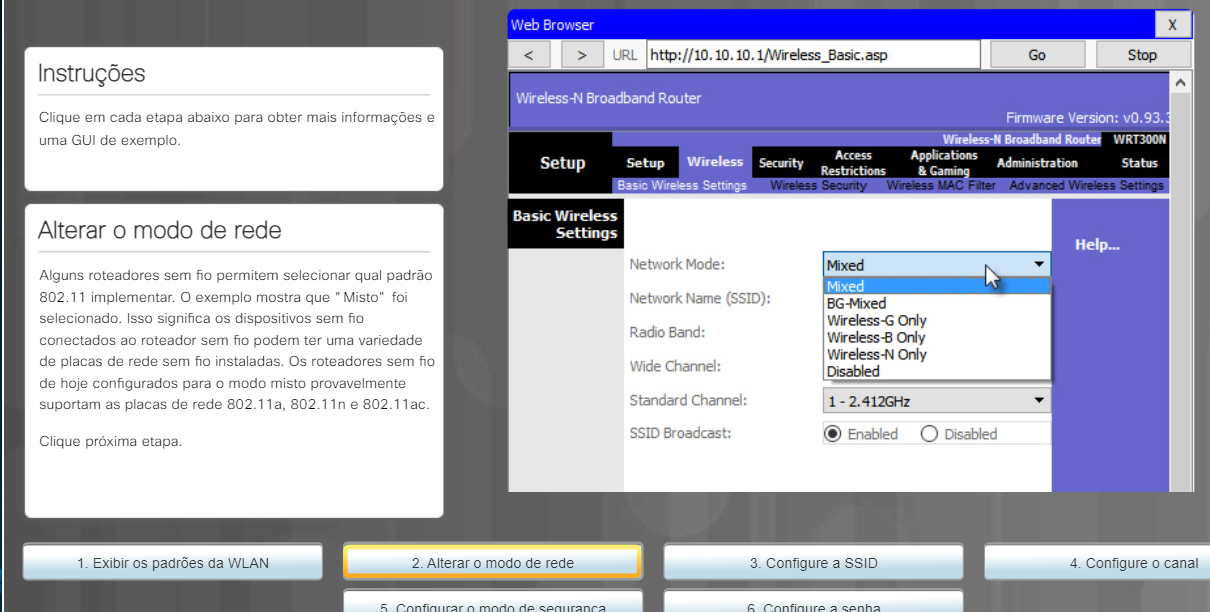 Instruções
Clique em cada etapa abaixo para obter mais informações e
uma GUI de exemplo.
Alterar o modo de rede
Alguns roteadores sem fio permitem selecionar qual padrão
802.11 implementar. O exemplo mostra que "Misto" foi
selecionado. Isso significa os dispositivos sem fio
conectados ao roteador sem fio podem ter uma variedade
de placas de rede sem fio instaladas. Os roteadores sem fio
de hoje configurados para o modo misto provavelmente
suportam as placas de rede 802.11a, 802.11n e 802.11ac.
Clique próxima etapa.
Web Browser X
< > URL http://10.10.10.1/Wireless_Basic.asp Go Stop
Wireless-N Broadband Router
Firmware Version: v0.93.3
Wireless-N Broadband Router WRT300N
Setup Setup Wireless Security Access Restrictions Applications & Gaming Administration Status
Basic Wireless Settings Wireless Security Wireless MAC Filter Advanced Wireless Settings
Basic Wireless
Settings
Help...
Network Mode: Mixed
Mixed
Network Name (SSID): BG-Mixed
Wireless-G Only
Radio Band: Wireless-B Only
Wireless-N Only
Wide Channel: Disabled
Standard Channel: 1 - 2.412GHz
SSID Broadcast: Enabled Disabled
1. Exibir os padrões da WLAN
2. Alterar o modo de rede
3. Configure a SSID
4. Configure o canal
5. Configurar o modo de segurança
6. Configure a senha